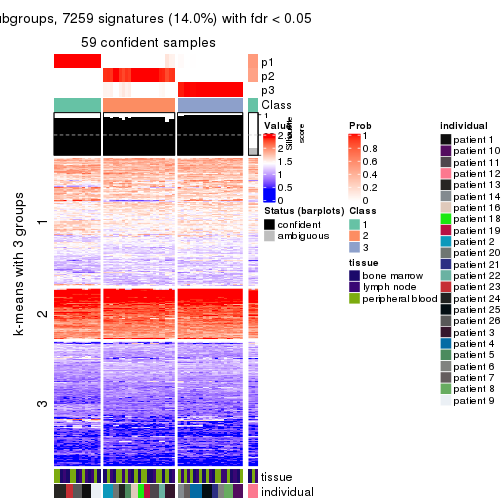 ubgroups, 7259 signatures (14.0%) with fdr < 0.05
59 confident samples
p1
p2
p3
Class
1
Silhouette
score
k-means with 3 groups
1
2
3
tissue
individual
Value
2.5
2
1.5
1
0.5
0
Status (barplots)
confident
ambiguous
Prob
1
0.8
0.6
0.4
0.2
0
Class
1
2
3
tissue
bone marrow
lymph node
peripheral blood
individual
patient 1
patient 10
patient 11
patient 12
patient 13
patient 14
patient 16
patient 18
patient 19
patient 2
patient 20
patient 21
patient 22
patient 23
patient 24
patient 25
patient 26
patient 3
patient 4
patient 5
patient 6
patient 7
patient 8
patient 9